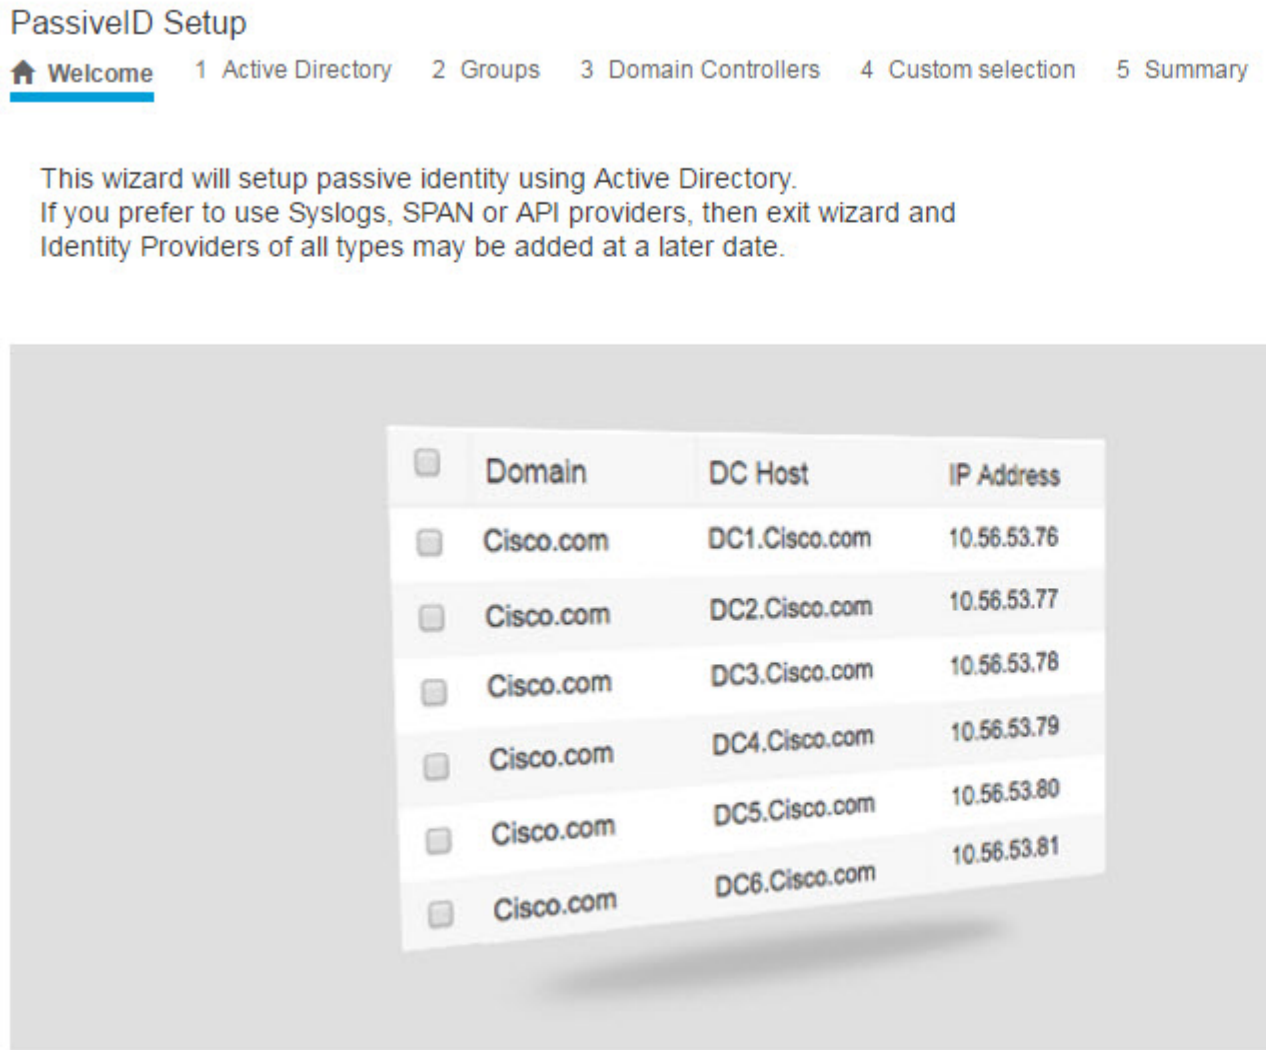 PassiveID Setup
Welcome 1 Active Directory 2 Groups 3 Domain Controllers 4 Custom selection 5 Summary
This wizard will setup passive identity using Active Directory.
If you prefer to use Syslogs, SPAN or API providers, then exit wizard and
Identity Providers of all types may be added at a later date.
Domain DC Host IP Address
Cisco.com DC1.Cisco.com 10.56.53.76
Cisco.com DC2.Cisco.com 10.56.53.77
Cisco.com DC3.Cisco.com 10.56.53.78
Cisco.com DC4.Cisco.com 10.56.53.79
Cisco.com DC5.Cisco.com 10.56.53.80
Cisco.com DC6.Cisco.com 10.56.53.81